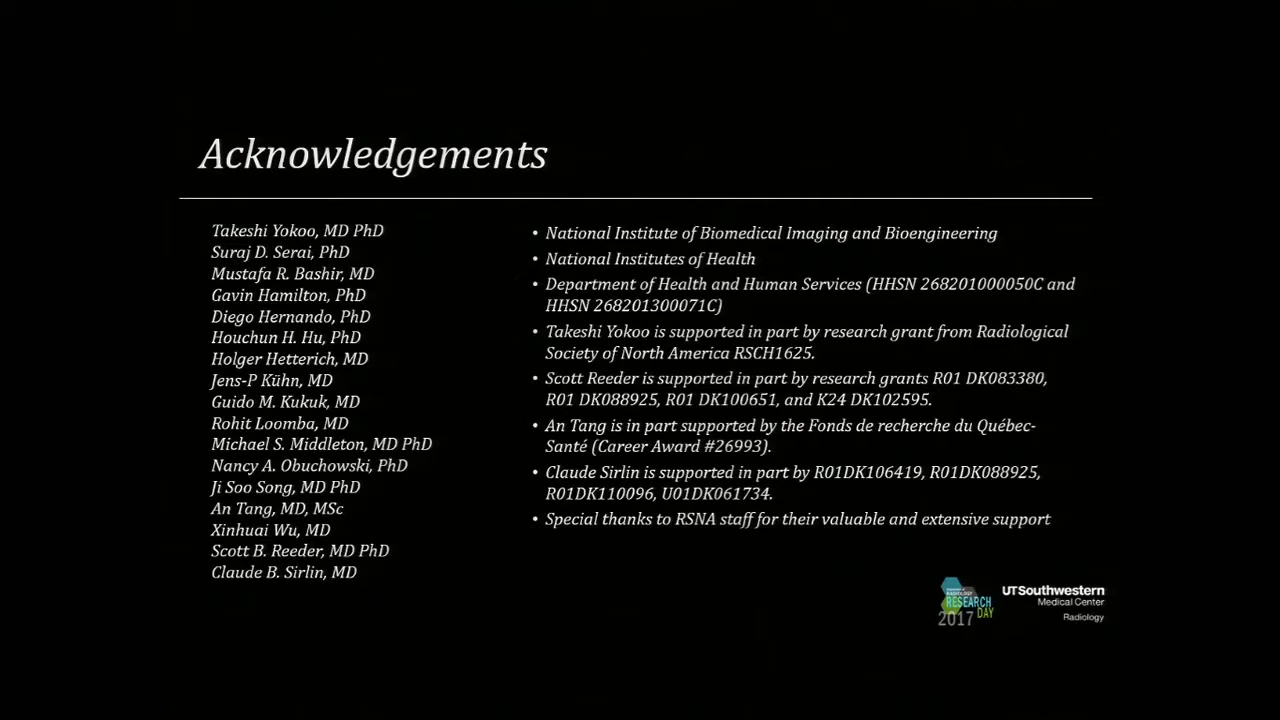 Acknowledgements
Takeshi Yokoo, MD PhD
Suraj D. Serai, PhD
Mustafa R. Bashir, MD
Gavin Hamilton, PhD
Diego Hernando, PhD
Houchun H. Hu, PhD
Holger Hetterich, MD
Jens-P Kühn, MD
Guido M. Kukuk, MD
Rohit Loomba, MD
Michael S. Middleton, MD PhD
Nancy A. Obuchowski, PhD
Ji Soo Song, MD PhD
An Tang, MD, MSc
Xinhuai Wu, MD
Scott B. Reeder, MD PhD
Claude B. Sirlin, MD
• National Institute of Biomedical Imaging and Bioengineering
• National Institutes of Health
• Department of Health and Human Services (HHSN 268201000050C and
HHSN 268201300071C)
• Takeshi Yokoo is supported in part by research grant from Radiological
Society of North America RSCH1625.
• Scott Reeder is supported in part by research grants R01 DK083380,
R01 DK088925, R01 DK100651, and K24 DK102595.
• An Tang is in part supported by the Fonds de recherche du Québec-
Santé (Career Award #26993).
• Claude Sirlin is supported in part by R01DK106419, R01DK088925,
R01DK110096, U01DK061734.
• Special thanks to RSNA staff for their valuable and extensive support
RADIOLOGY
RESEARCH
DAY
2017
UTSouthwestern
Medical Center
Radiology